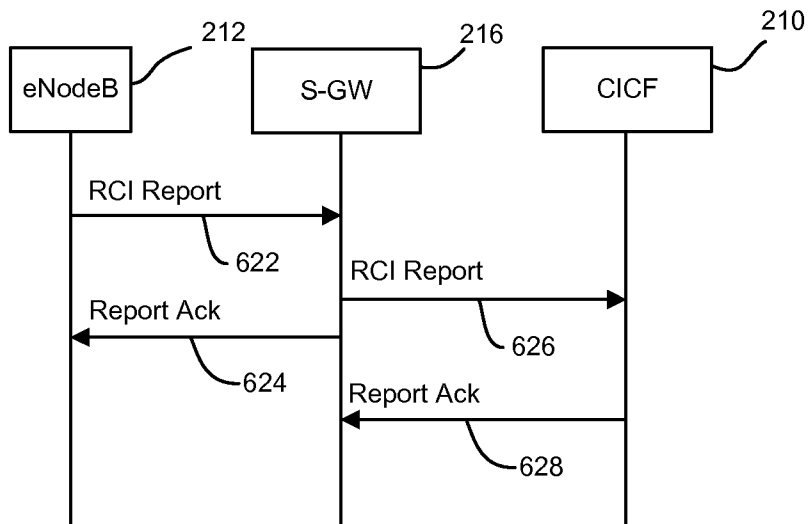 212
216
210
eNodeB
S-GW
CICF
RCI Report
622
RCI Report
626
Report Ack
624
Report Ack
628